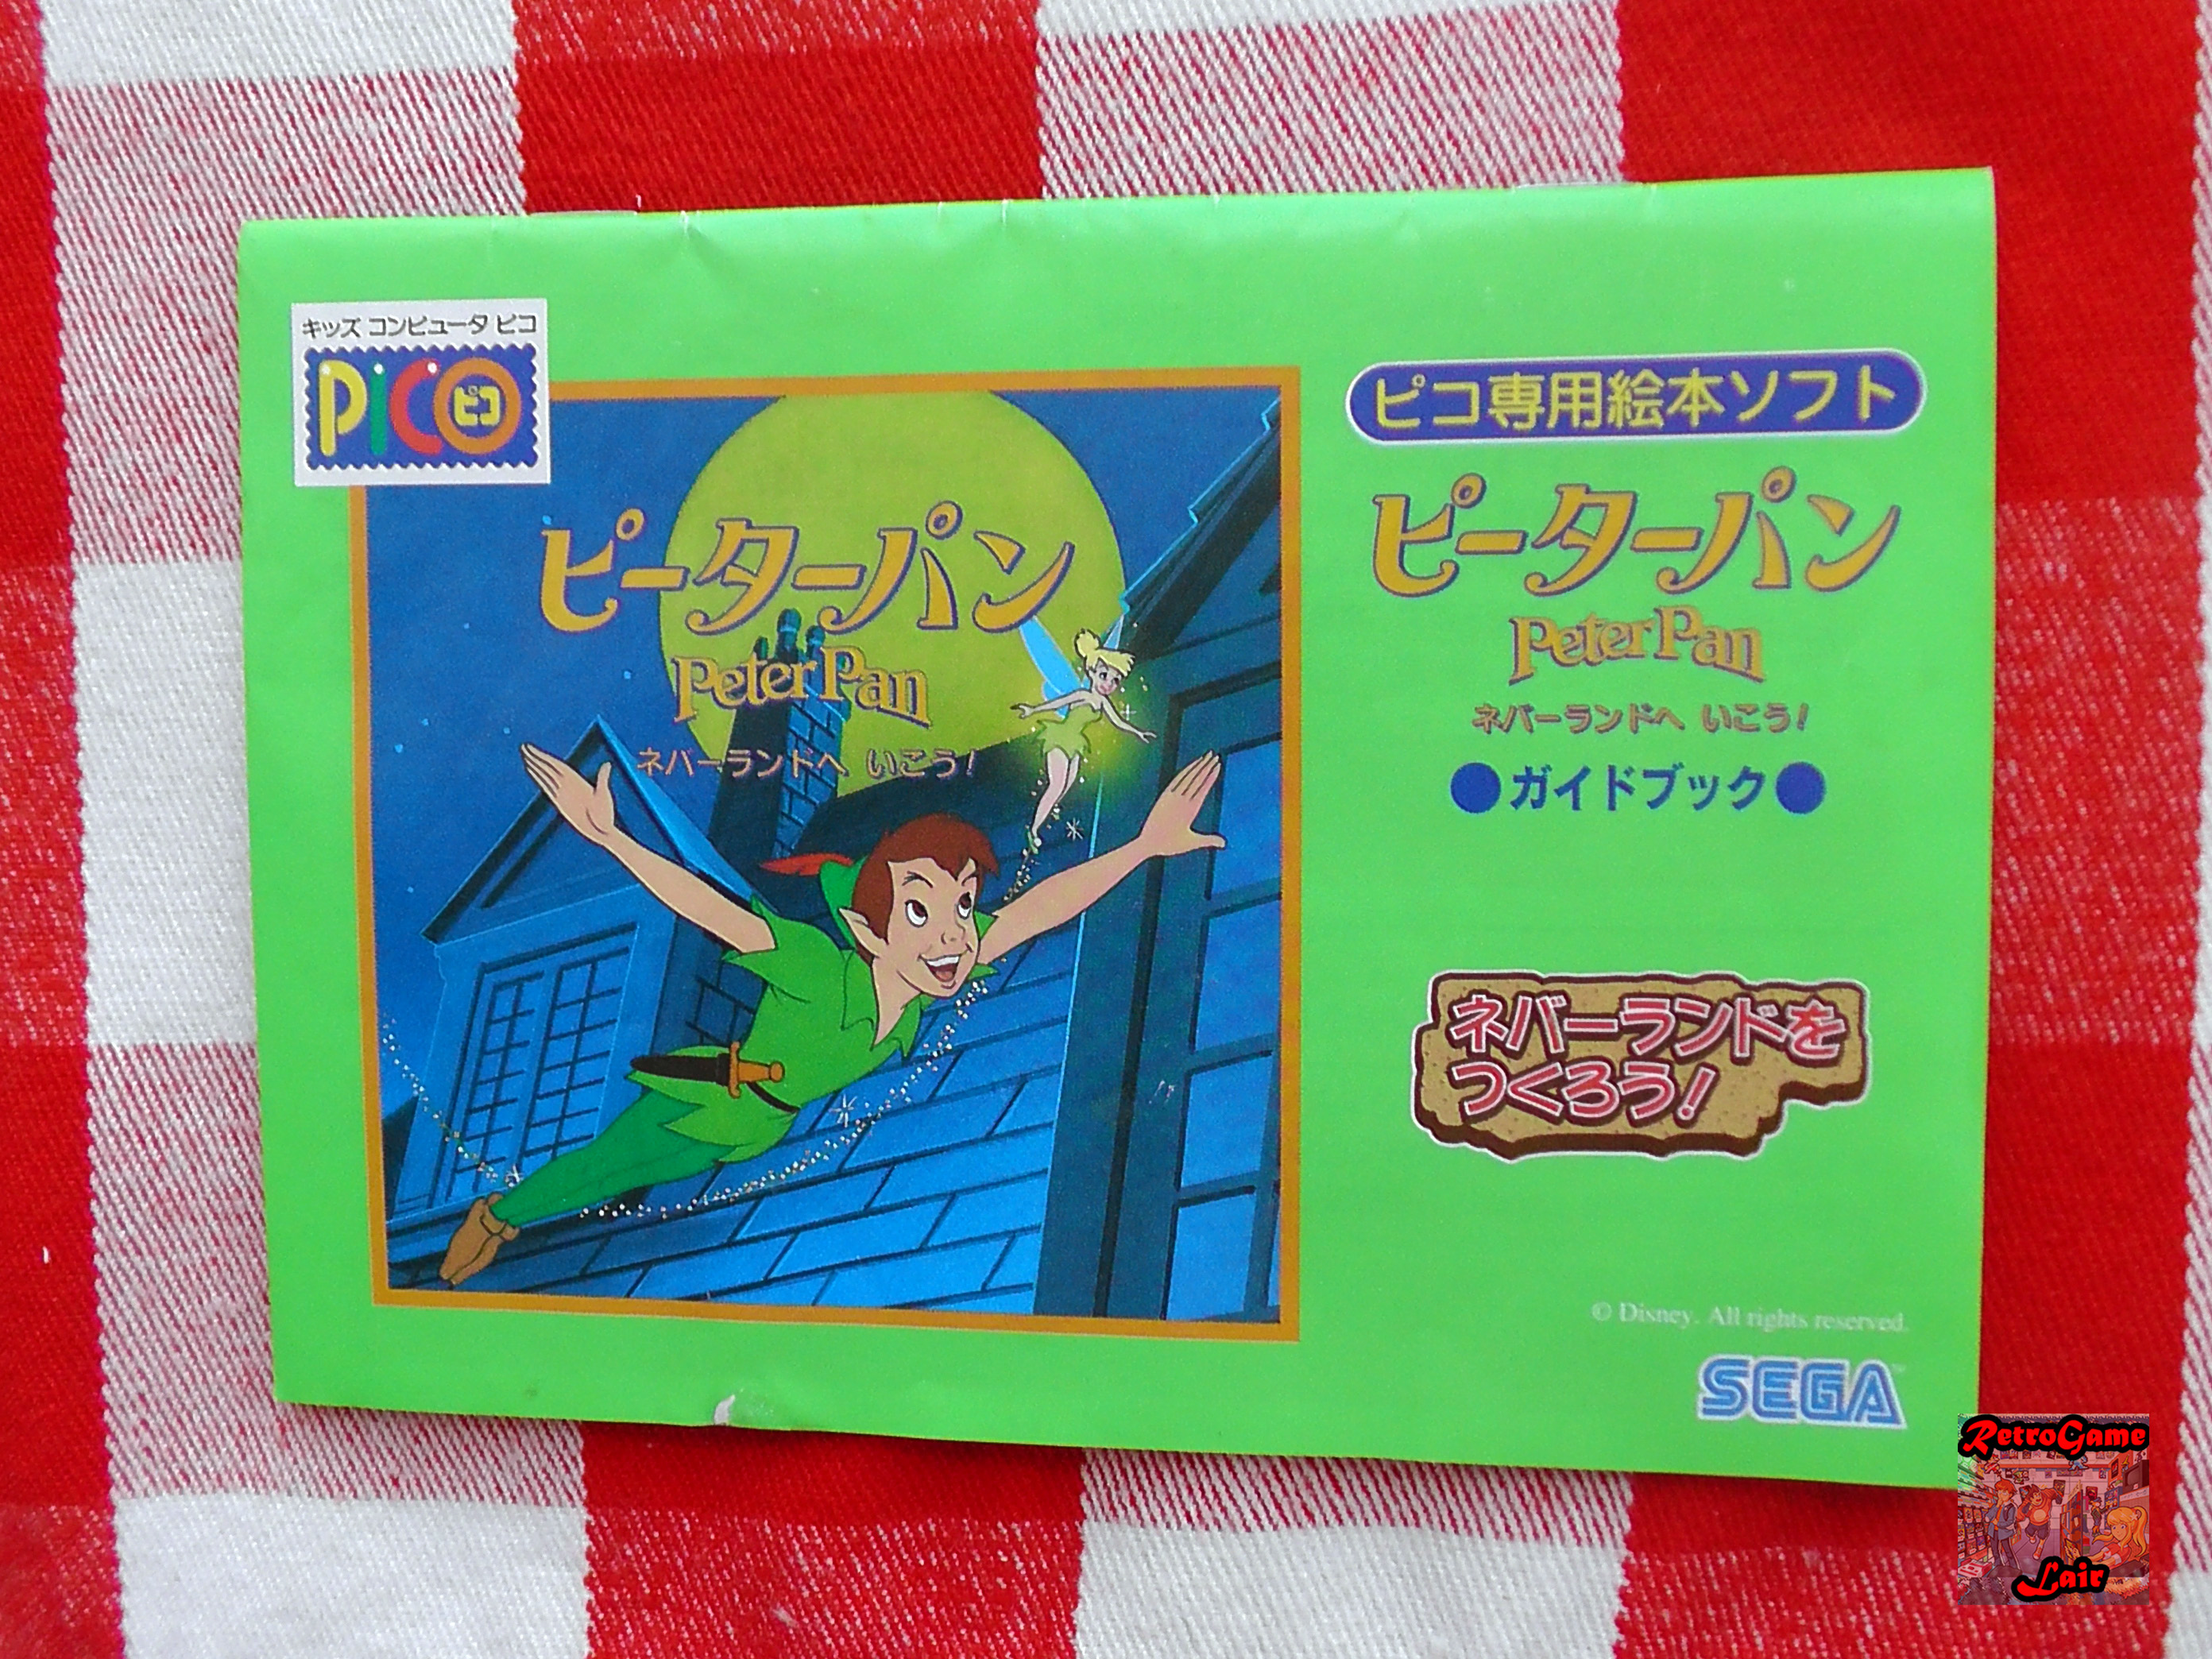 キッズ コンピュータ ピコ
PiCO
ピコ
ピーターパン
Peter Pan
ネバーランドへ いこう!
ピコ専用絵本ソフト
ピーターパン
Peter Pan
ネバーランドへ いこう!
●ガイドブック●
ネバーランドを
つくろう!
© Disney. All rights reserved.
SEGA™
RetroGame
Lair